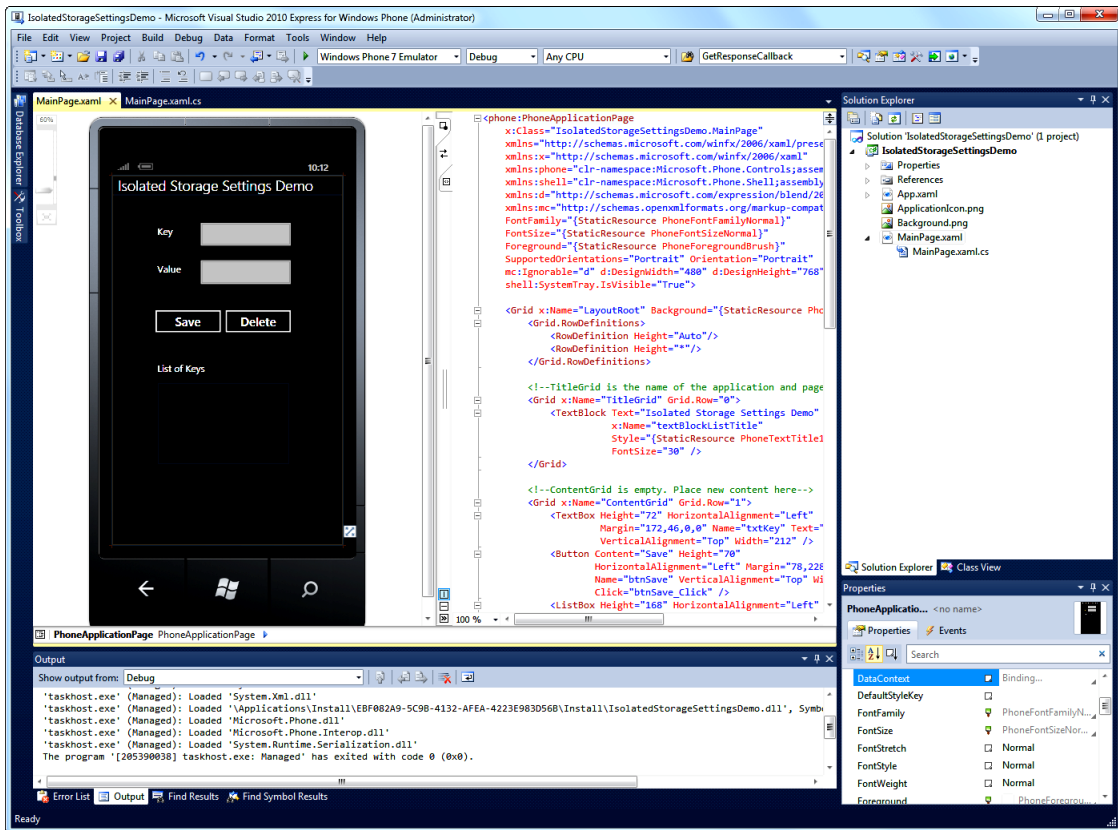 IsolatedStorageSettingsDemo - Microsoft Visual Studio 2010 Express for Windows Phone (Administrator)
File Edit View Project Build Debug Data Format Tools Window Help
Windows Phone 7 Emulator Debug Any CPU GetResponseCallback
Database Explorer
Toolbox
MainPage.xaml MainPage.xaml.cs
60%
10:12
Isolated Storage Settings Demo
Key
Value
Save Delete
List of Keys
<phone:PhoneApplicationPage
x:Class="IsolatedStorageSettingsDemo.MainPage"
xmlns="http://schemas.microsoft.com/winfx/2006/xaml/prese
xmlns:x="http://schemas.microsoft.com/winfx/2006/xaml"
xmlns:phone="clr-namespace:Microsoft.Phone.Controls;assem
xmlns:shell="clr-namespace:Microsoft.Phone.Shell;assembly
xmlns:d="http://schemas.microsoft.com/expression/blend/20
xmlns:mc="http://schemas.openxmlformats.org/markup-compat
FontFamily="{StaticResource PhoneFontFamilyNormal}"
FontSize="{StaticResource PhoneFontSizeNormal}"
Foreground="{StaticResource PhoneForegroundBrush}"
SupportedOrientations="Portrait" Orientation="Portrait"
mc:Ignorable="d" d:DesignWidth="480" d:DesignHeight="768"
shell:SystemTray.IsVisible="True">
<Grid x:Name="LayoutRoot" Background="{StaticResource Pho
<Grid.RowDefinitions>
<RowDefinition Height="Auto"/>
<RowDefinition Height="*"/>
</Grid.RowDefinitions>
<!--TitleGrid is the name of the application and page
<Grid x:Name="TitleGrid" Grid.Row="0">
<TextBlock Text="Isolated Storage Settings Demo"
x:Name="textBlockListTitle"
Style="{StaticResource PhoneTextTitle1
FontSize="30" />
</Grid>
<!--ContentGrid is empty. Place new content here-->
<Grid x:Name="ContentGrid" Grid.Row="1">
<TextBox Height="72" HorizontalAlignment="Left"
Margin="172,46,0,0" Name="txtKey" Text="
VerticalAlignment="Top" Width="212" />
<Button Content="Save" Height="70"
HorizontalAlignment="Left" Margin="78,228
Name="btnSave" VerticalAlignment="Top" Wi
Click="btnSave_Click" />
<ListBox Height="168" HorizontalAlignment="Left"
100 %
PhoneApplicationPage PhoneApplicationPage
Output
Show output from: Debug
'taskhost.exe' (Managed): Loaded 'System.Xml.dll'
'taskhost.exe' (Managed): Loaded '\Applications\Install\EBF082A9-5C9B-4132-AFEA-4223E983D56B\Install\IsolatedStorageSettingsDemo.dll', Symb
'taskhost.exe' (Managed): Loaded 'Microsoft.Phone.dll'
'taskhost.exe' (Managed): Loaded 'Microsoft.Phone.Interop.dll'
'taskhost.exe' (Managed): Loaded 'System.Runtime.Serialization.dll'
The program '[205390038] taskhost.exe: Managed' has exited with code 0 (0x0).
Error List Output Find Results Find Symbol Results
Ready
Solution Explorer
Solution 'IsolatedStorageSettingsDemo' (1 project)
IsolatedStorageSettingsDemo
Properties
References
App.xaml
ApplicationIcon.png
Background.png
MainPage.xaml
MainPage.xaml.cs
Solution Explorer Class View
Properties
PhoneApplicatio... <no name>
Properties Events
Search
DataContext Binding...
DefaultStyleKey
FontFamily PhoneFontFamilyN...
FontSize PhoneFontSizeNor...
FontStretch Normal
FontStyle Normal
FontWeight Normal
Foreground PhoneForegrou...